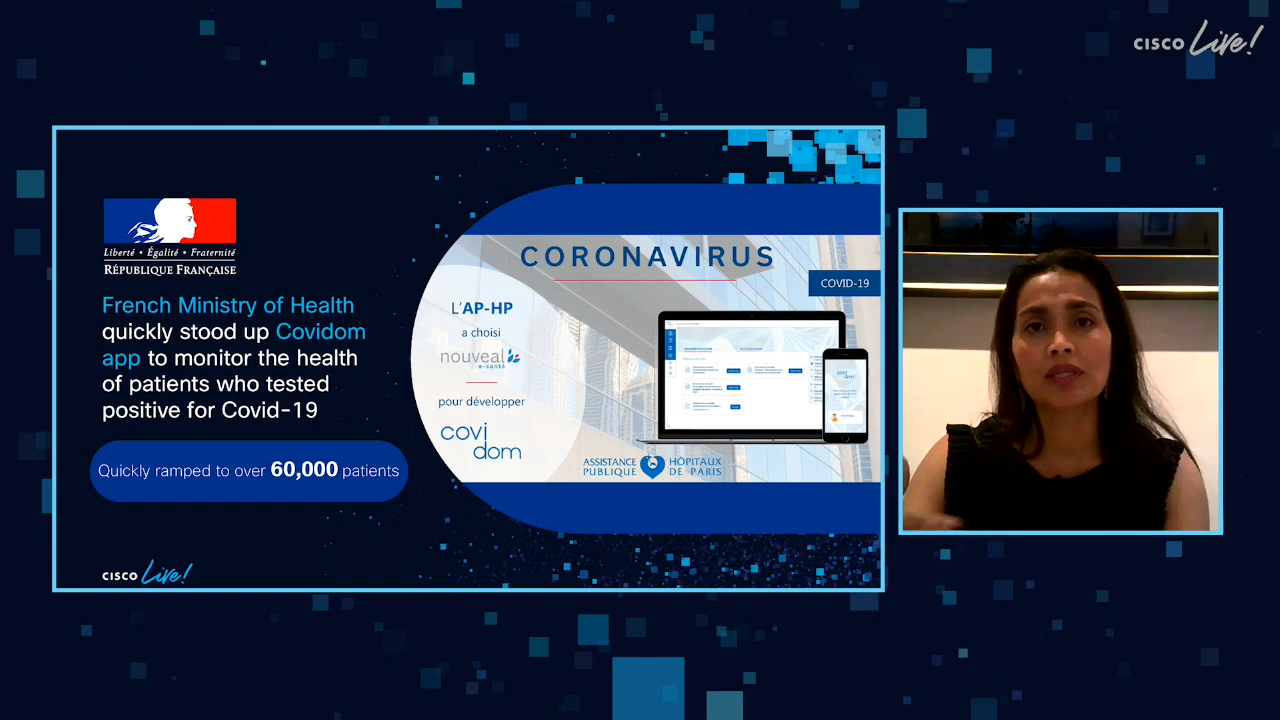 CISCO Live!
Liberté • Égalité • Fraternité
RÉPUBLIQUE FRANÇAISE
French Ministry of Health
quickly stood up Covidom
app to monitor the health
of patients who tested
positive for Covid-19
Quickly ramped to over 60,000 patients
CISCO Live!
CORONAVIRUS
COVID-19
L'AP-HP
a choisi
nouveal
e-santé
pour développer
covi
dom
covi
dom
ASSISTANCE
PUBLIQUE
HÔPITAUX
DE PARIS